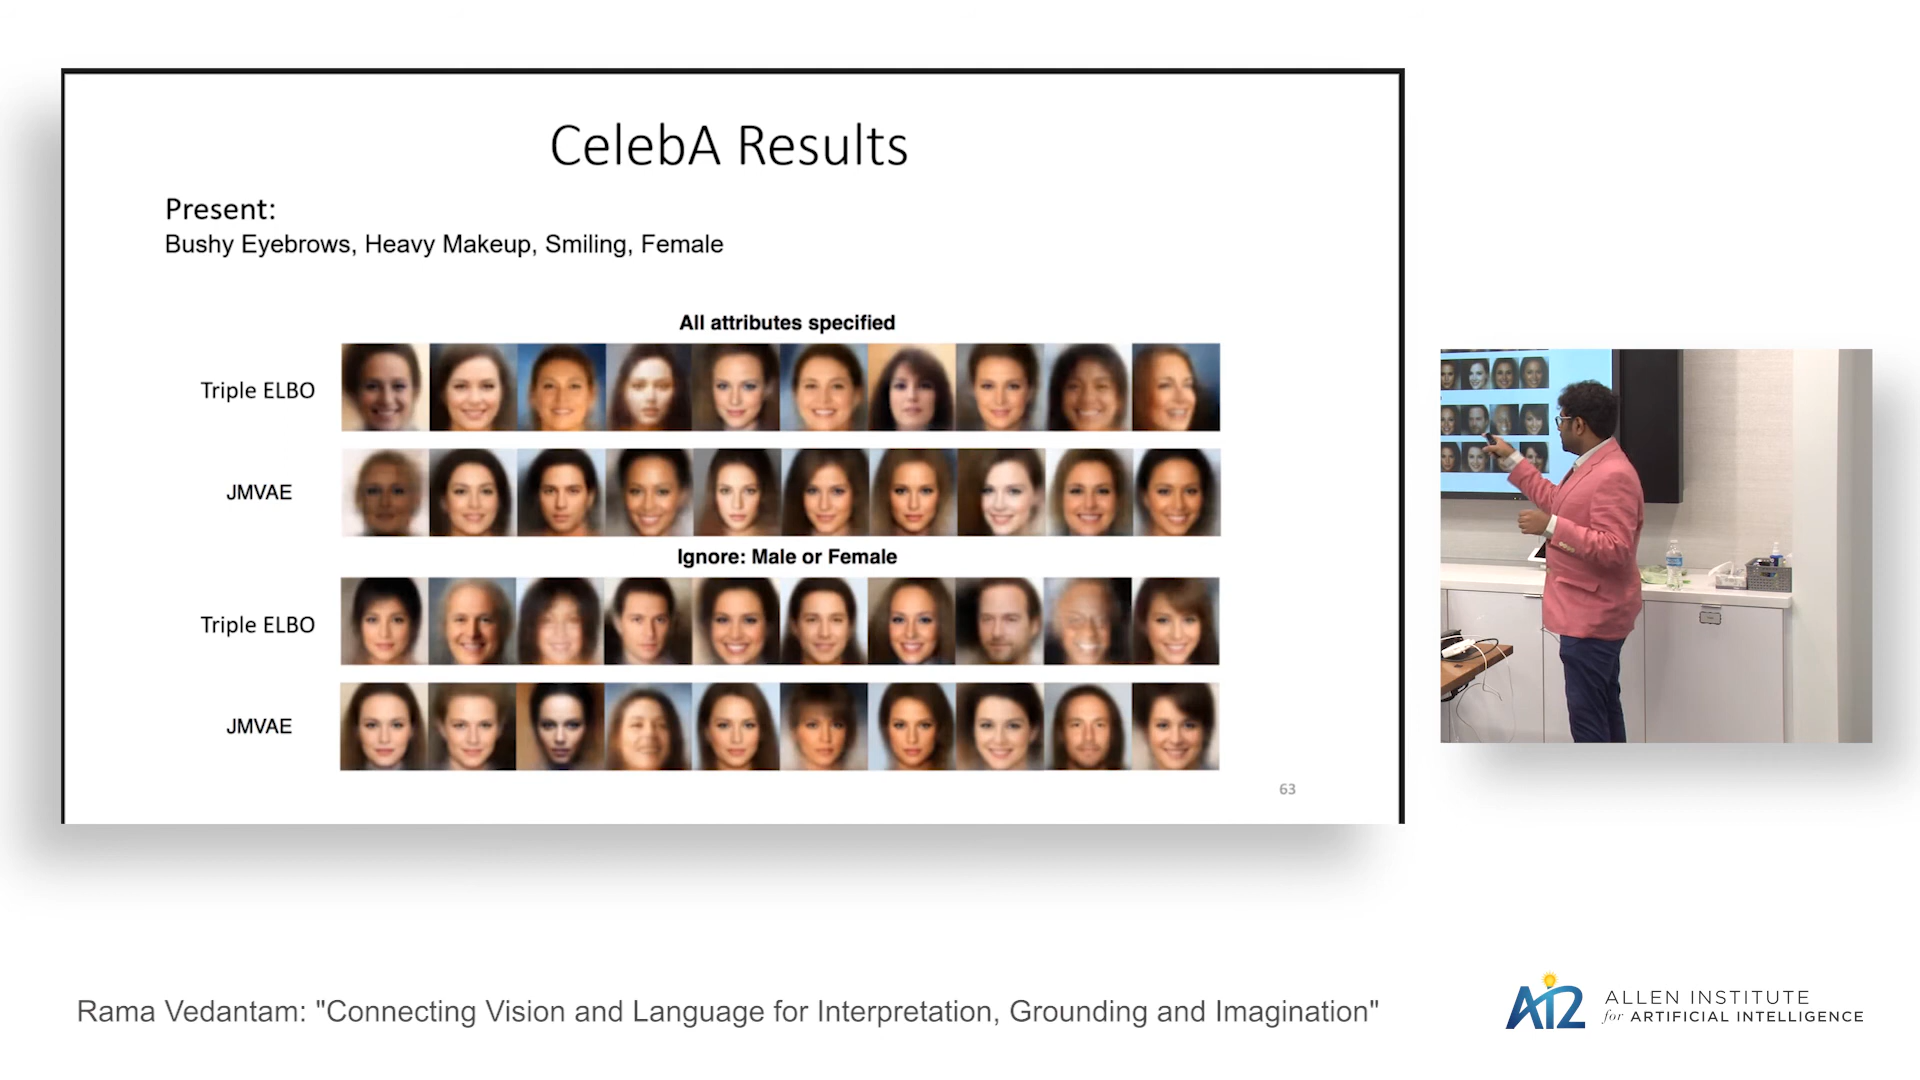 CelebA Results
Present:
Bushy Eyebrows, Heavy Makeup, Smiling, Female
All attributes specified
Triple ELBO
JMVAE
Ignore: Male or Female
Triple ELBO
JMVAE
63
Rama Vedantam: "Connecting Vision and Language for Interpretation, Grounding and Imagination"
AI2
ALLEN INSTITUTE
for ARTIFICIAL INTELLIGENCE